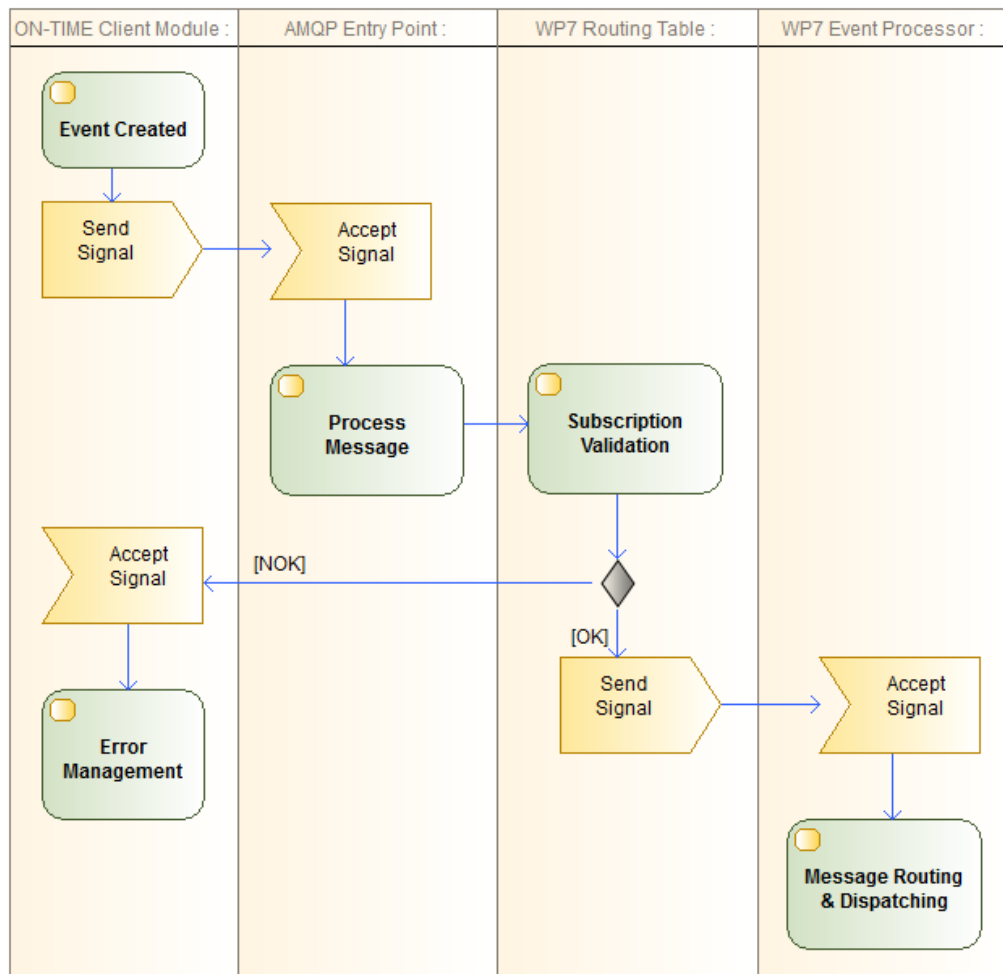 ON-TIME Client Module :
AMQP Entry Point :
WP7 Routing Table :
WP7 Event Processor :
Event Created
Send
Signal
Accept
Signal
Process
Message
Subscription
Validation
[NOK]
Accept
Signal
[OK]
Send
Signal
Accept
Signal
Error
Management
Message Routing
& Dispatching